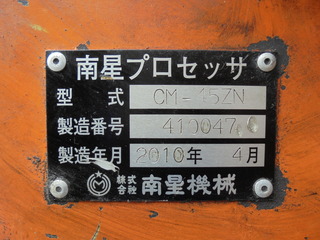 南星プロセッサ
型式 CM-45ZN
製造番号 410047
製造年月 2010年 4月
株式会社 南星機械